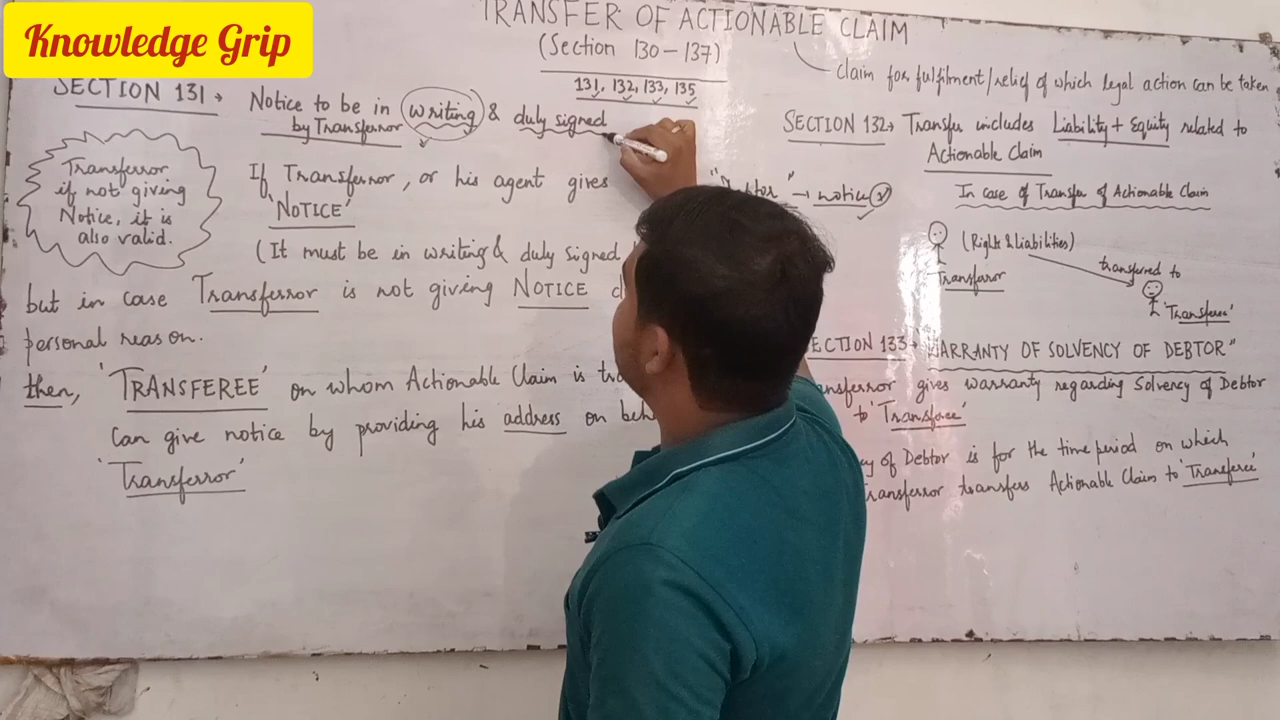 Knowledge Grip
TRANSFER OF ACTIONABLE CLAIM
(Section 130-137)
131, 132, 133, 135
claim for fulfilment/relief of which legal action can be taken
SECTION 131 → Notice to be in writing & duly signed
by Transferror
Transferror
if not giving
Notice, it is
also valid.
If Transferror, or his agent gives
→ notice
'NOTICE'
(It must be in writing & duly signed
but in case Transferror is not giving NOTICE
personal reason.
then, 'TRANSFEREE' on whom Actionable Claim is
Can give notice by providing his address on
'Transferror'
SECTION 132 → Transfer includes Liability + Equity related to
Actionable Claim
In case of Transfer of Actionable Claim
(Rights & Liabilities)
transferred to
Transferror
'Transferee'
SECTION 133 → "WARRANTY OF SOLVENCY OF DEBTOR"
gives warranty regarding Solvency of Debtor
to 'Transferee'
of Debtor is for the time period on which
transfers Actionable Claim to 'Transferee'